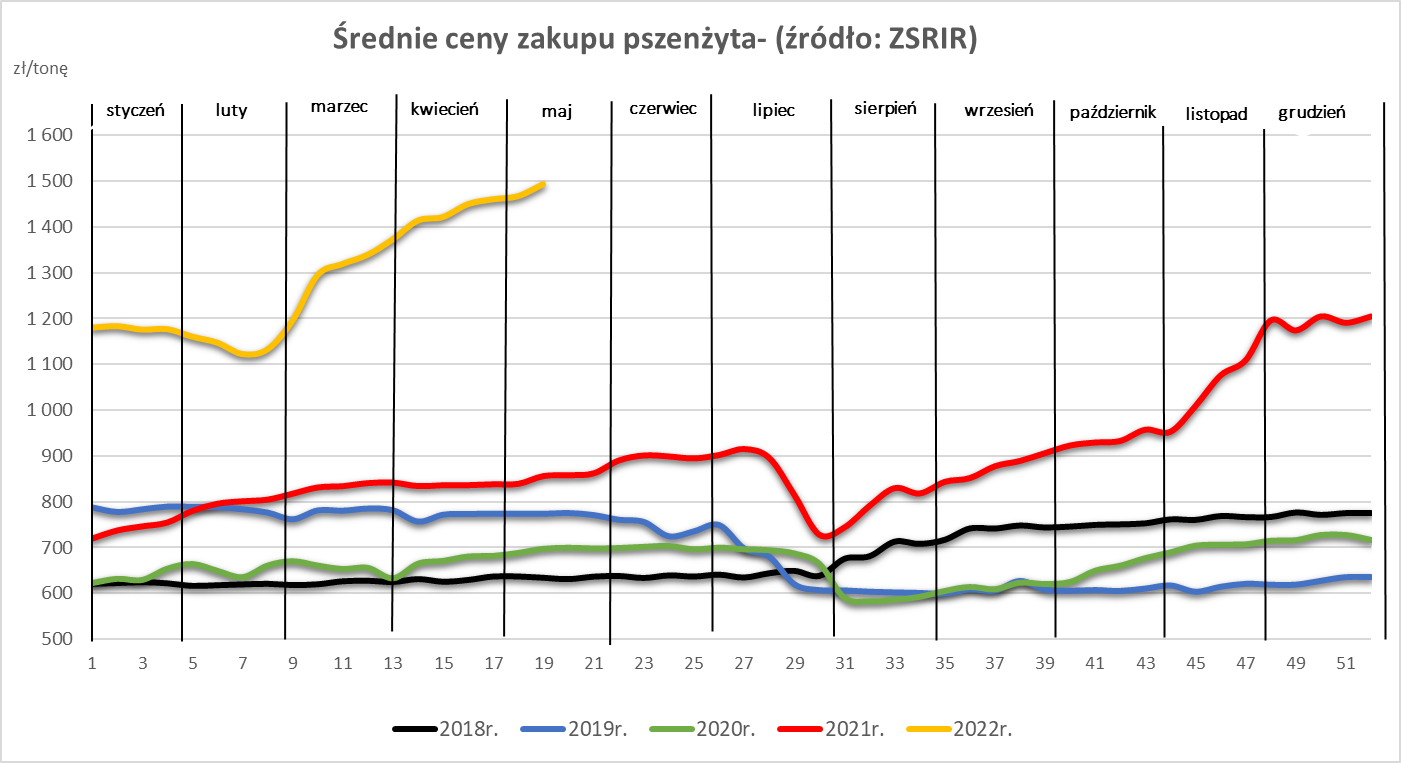 Średnie ceny zakupu pszenżyta- (źródło: ZSRIR)
zł/tonę
styczeń luty marzec kwiecień maj czerwiec lipiec sierpień wrzesień październik listopad grudzień
1 600
1 500
1 400
1 300
1 200
1 100
1 000
900
800
700
600
500
1 3 5 7 9 11 13 15 17 19 21 23 25 27 29 31 33 35 37 39 41 43 45 47 49 51
2018r. 2019r. 2020r. 2021r. 2022r.